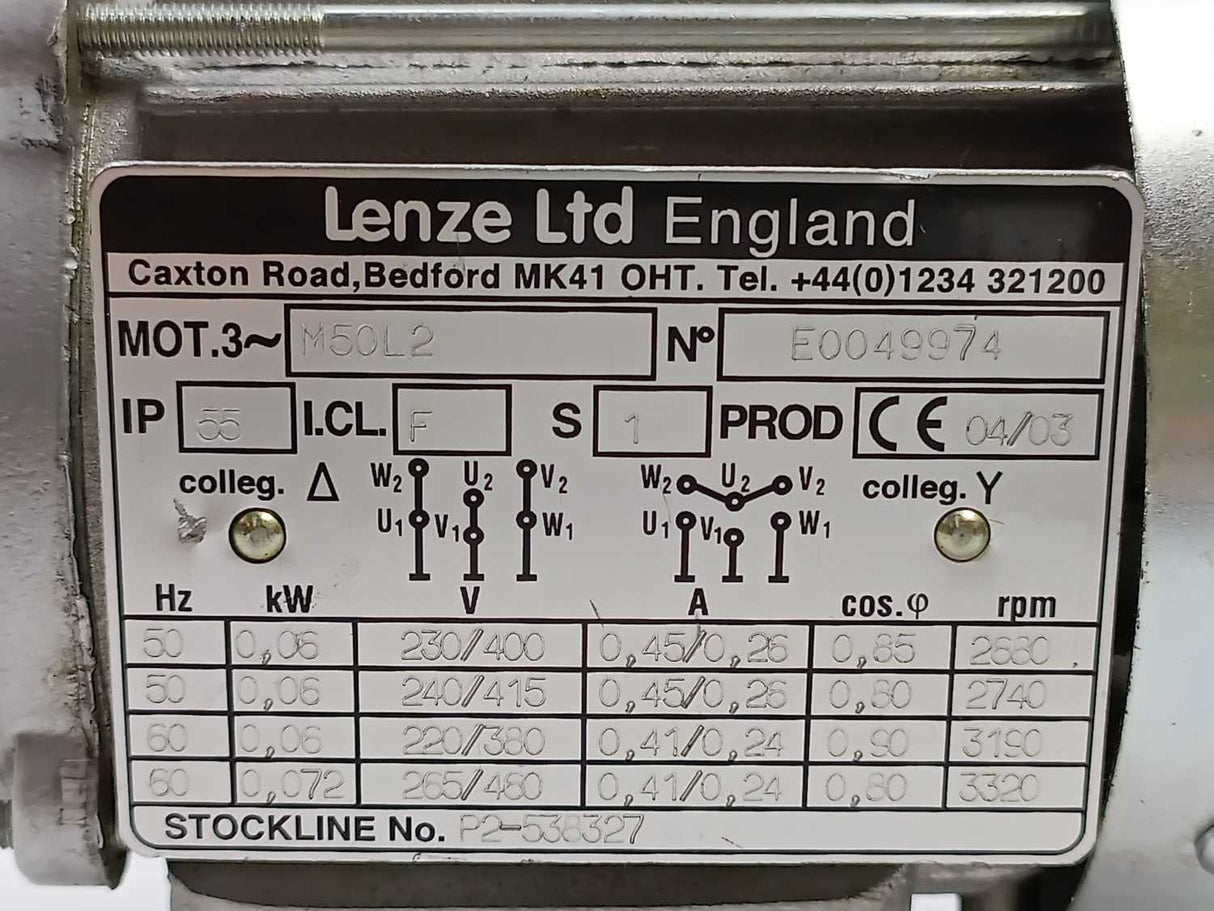 Lenze Ltd England
Caxton Road,Bedford MK41 OHT. Tel. +44(0)1234 321200
MOT.3~ M50L2 Nº E0049974
IP 55 I.CL. F S 1 PROD CE 04/03
colleg. Δ W2 U2 V2 W2 U2 V2 colleg. Y
U1 V1 W1 U1 V1 W1
Hz kW V A cos.φ rpm
50 0,06 230/400 0,45/0,26 0,85 2680
50 0,06 240/415 0,45/0,26 0,80 2740
60 0,06 220/380 0,41/0,24 0,90 3190
60 0,072 265/460 0,41/0,24 0,80 3320
STOCKLINE No. P2-538327